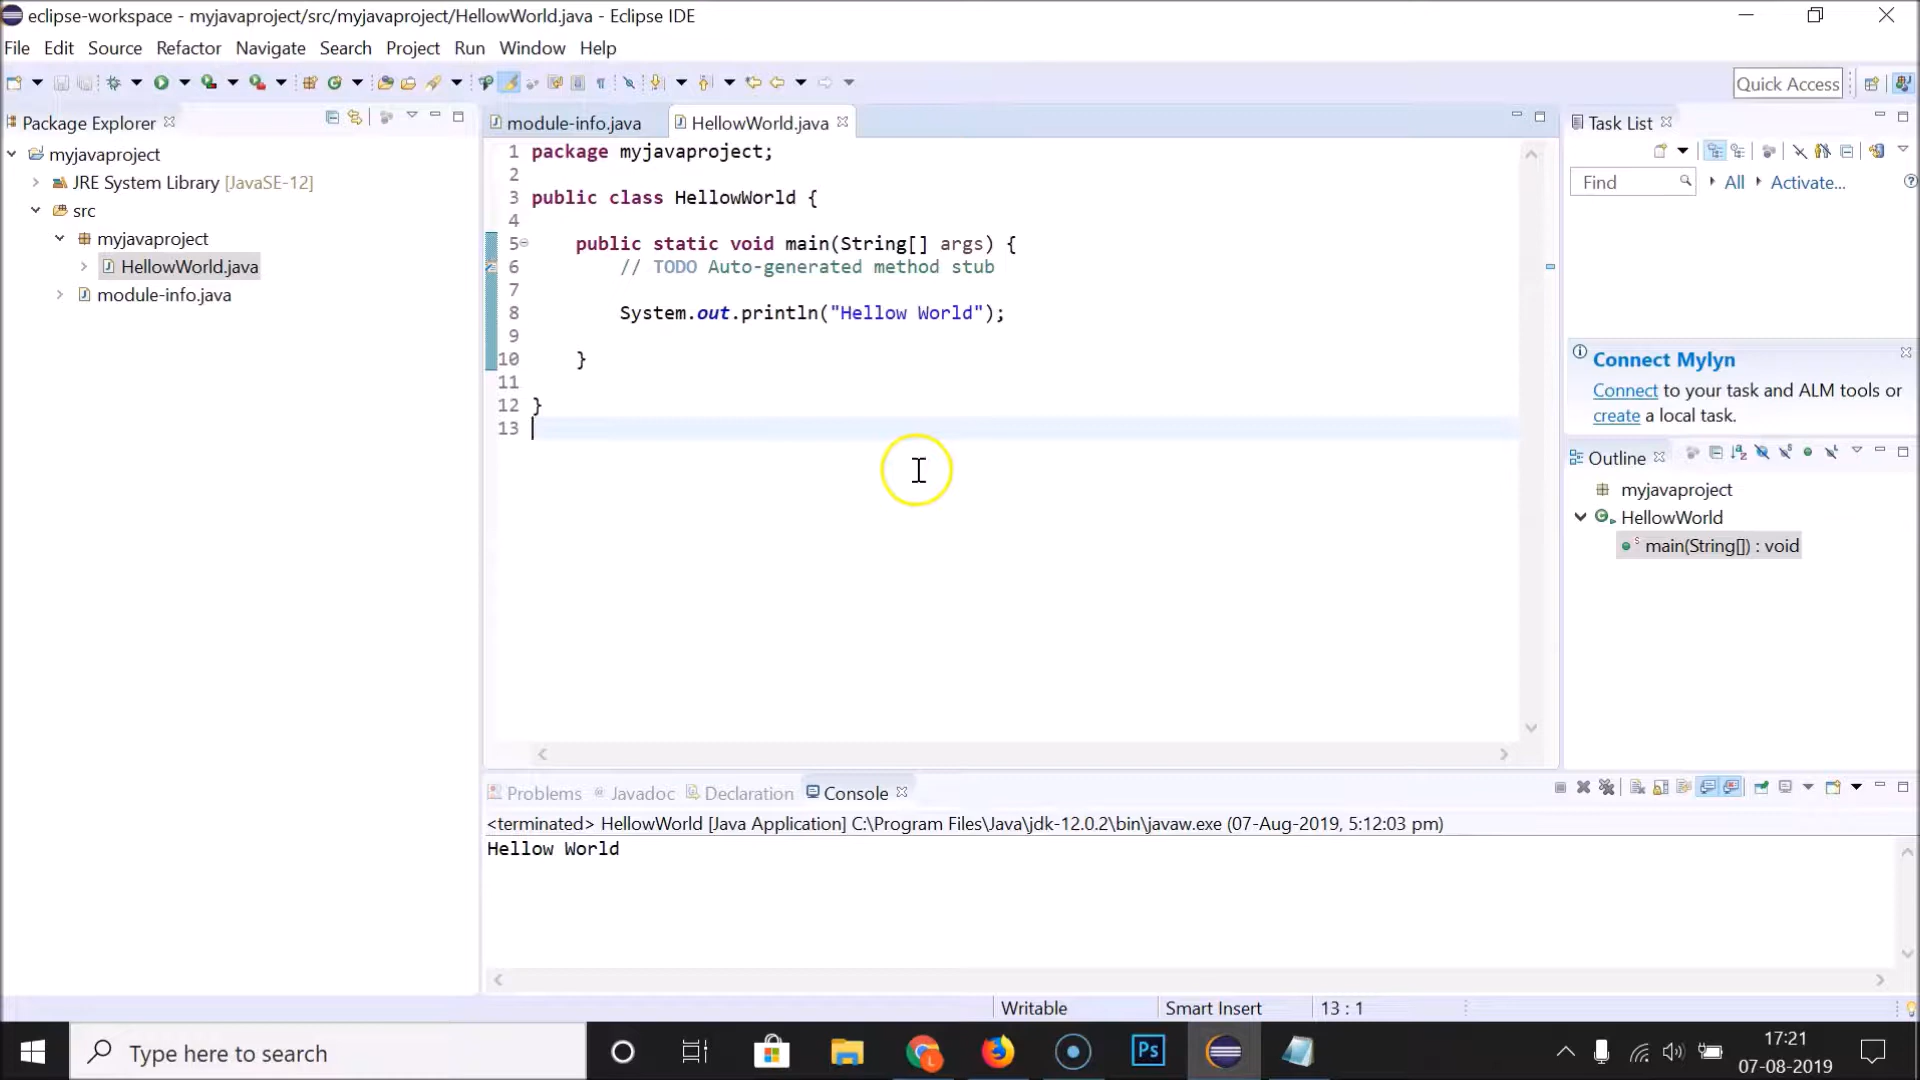 eclipse-workspace - myjavaproject/src/myjavaproject/HellowWorld.java - Eclipse IDE
File Edit Source Refactor Navigate Search Project Run Window Help
Quick Access
Package Explorer
myjavaproject
JRE System Library [JavaSE-12]
src
myjavaproject
HellowWorld.java
module-info.java
module-info.java HellowWorld.java
1 package myjavaproject;
2
3 public class HellowWorld {
4
5 public static void main(String[] args) {
6 // TODO Auto-generated method stub
7
8 System.out.println("Hellow World");
9
10 }
11
12 }
13
Task List
Find All Activate...
Connect Mylyn
Connect to your task and ALM tools or
create a local task.
Outline
myjavaproject
HellowWorld
main(String[]) : void
Problems Javadoc Declaration Console
<terminated> HellowWorld [Java Application] C:\Program Files\Java\jdk-12.0.2\bin\javaw.exe (07-Aug-2019, 5:12:03 pm)
Hellow World
Writable Smart Insert 13 : 1
Type here to search
Ps
17:21
07-08-2019